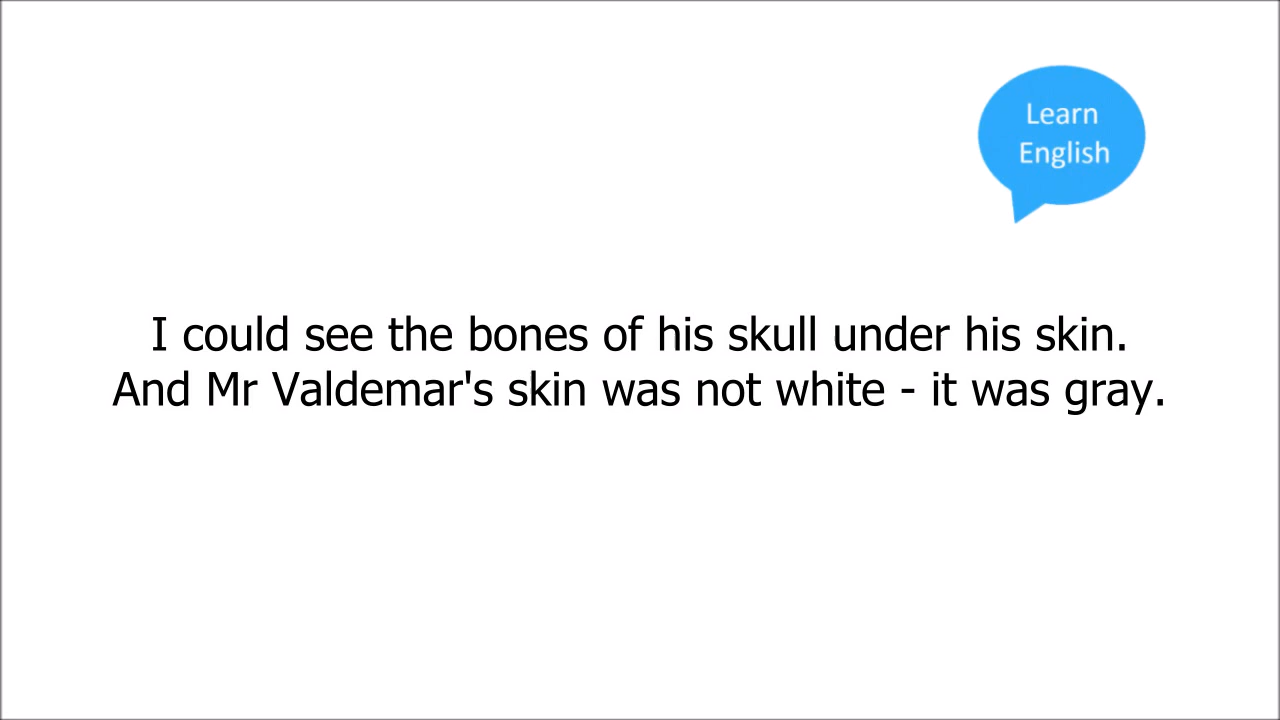 Learn
English
I could see the bones of his skull under his skin.
And Mr Valdemar's skin was not white - it was gray.